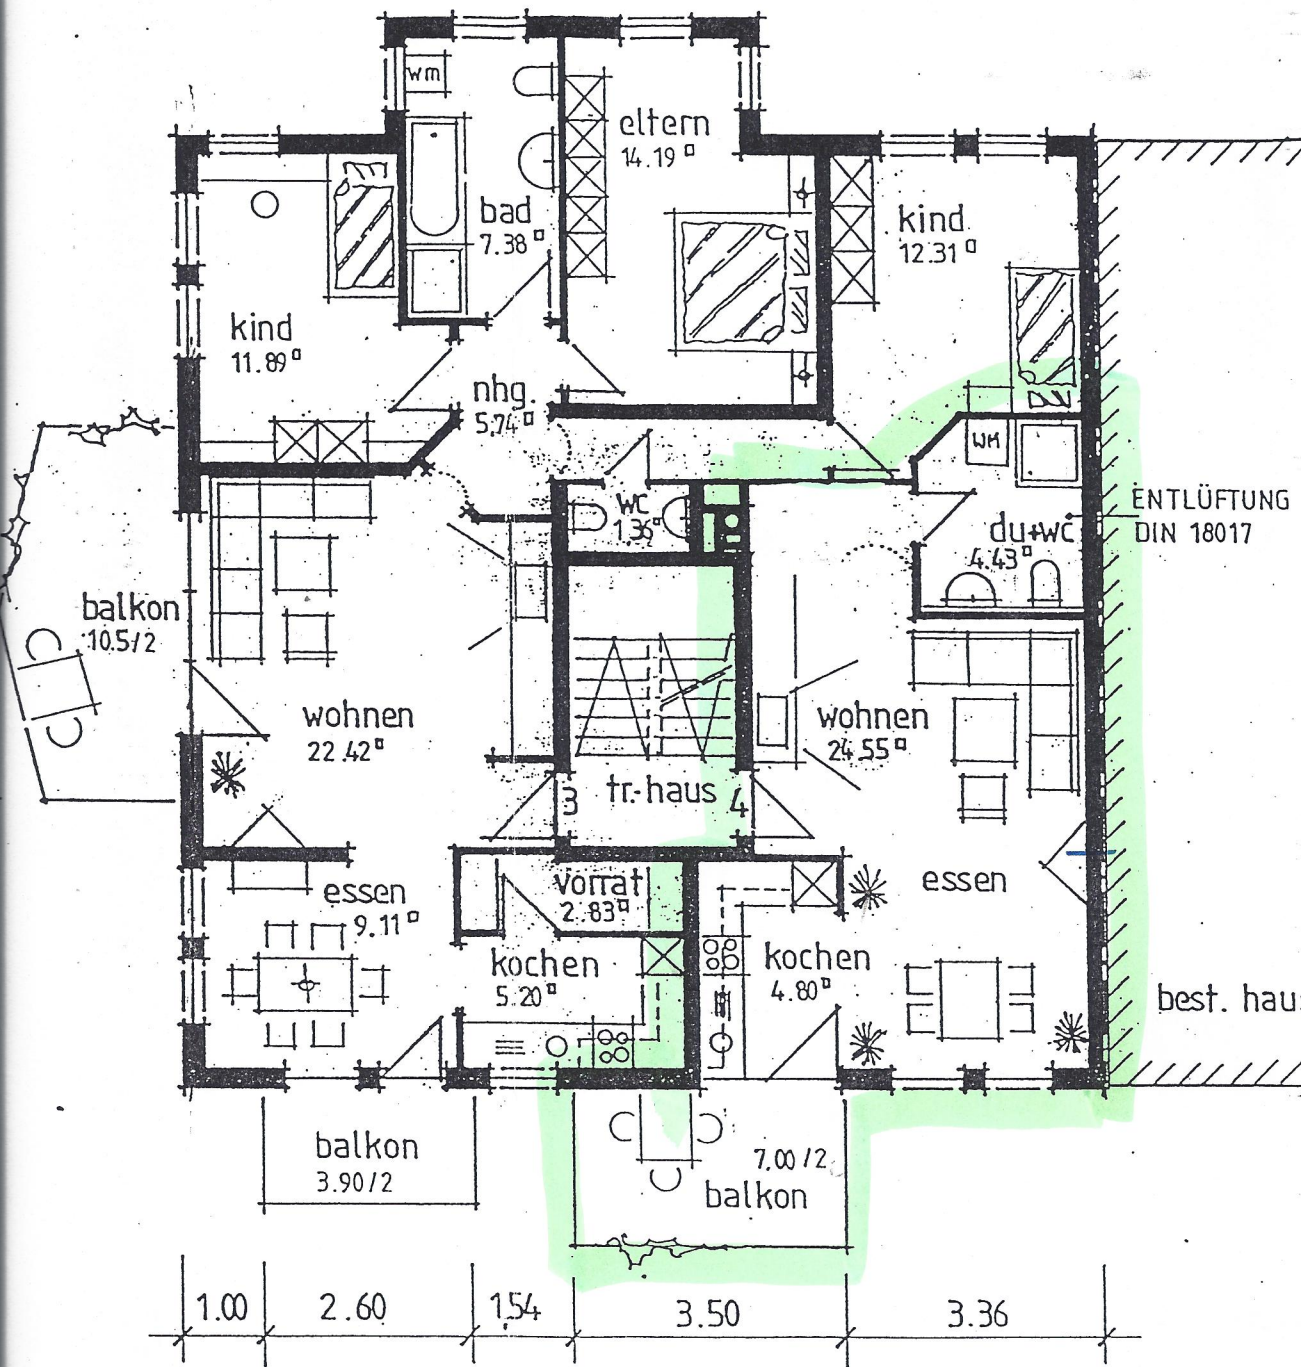 wm
eltern
14.19
bad
7.38
kind
12.31
kind
11.89
nhg.
5.74
WM
wc
1.36
du+wc
4.43
ENTLÜFTUNG
DIN 18017
balkon
10.5/2
wohnen
22.42
wohnen
24.55
3
tr.-haus
4
vorrat
2.83
essen
9.11
essen
kochen
5.20
kochen
4.80
best. haus
balkon
3.90/2
7.00/2
balkon
1.00
2.60
1.54
3.50
3.36